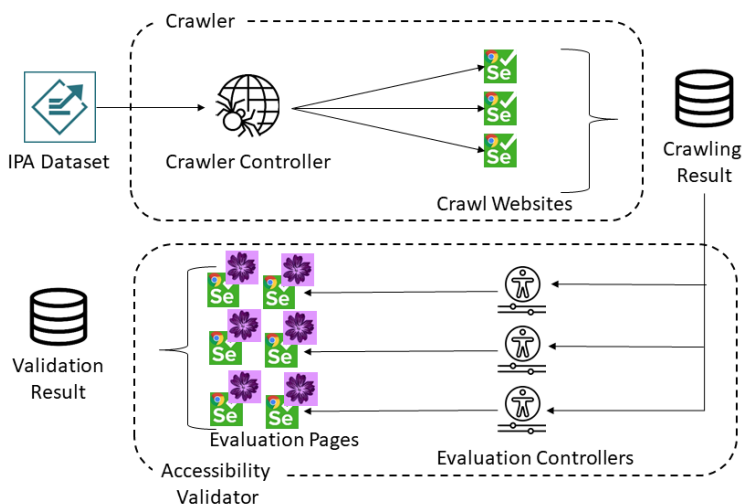 Crawler
Se
Se
Se
IPA Dataset
Crawler Controller
Crawl Websites
Crawling
Result
Se
Se
Se
Se
Se
Se
Validation
Result
Evaluation Pages
Evaluation Controllers
Accessibility
Validator